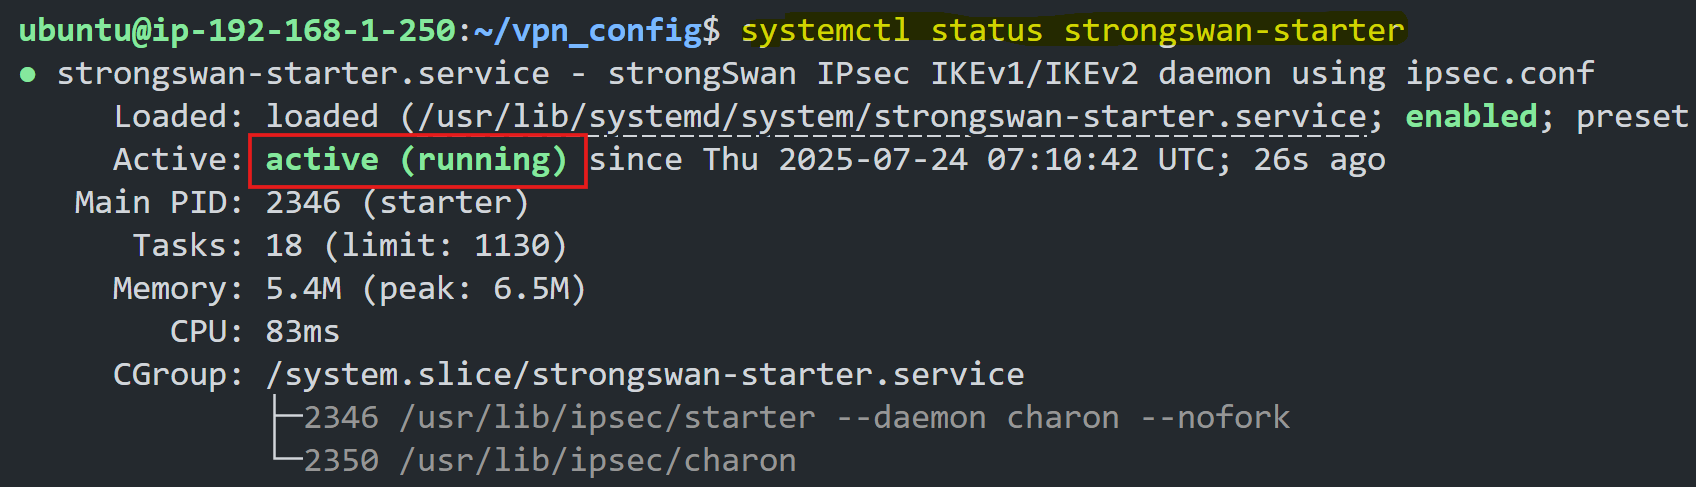 ubuntu@ip-192-168-1-250:~/vpn_config$ systemctl status strongswan-starter
● strongswan-starter.service - strongSwan IPsec IKEv1/IKEv2 daemon using ipsec.conf
Loaded: loaded (/usr/lib/systemd/system/strongswan-starter.service; enabled; preset
Active: active (running) since Thu 2025-07-24 07:10:42 UTC; 26s ago
Main PID: 2346 (starter)
Tasks: 18 (limit: 1130)
Memory: 5.4M (peak: 6.5M)
CPU: 83ms
CGroup: /system.slice/strongswan-starter.service
├─2346 /usr/lib/ipsec/starter --daemon charon --nofork
└─2350 /usr/lib/ipsec/charon